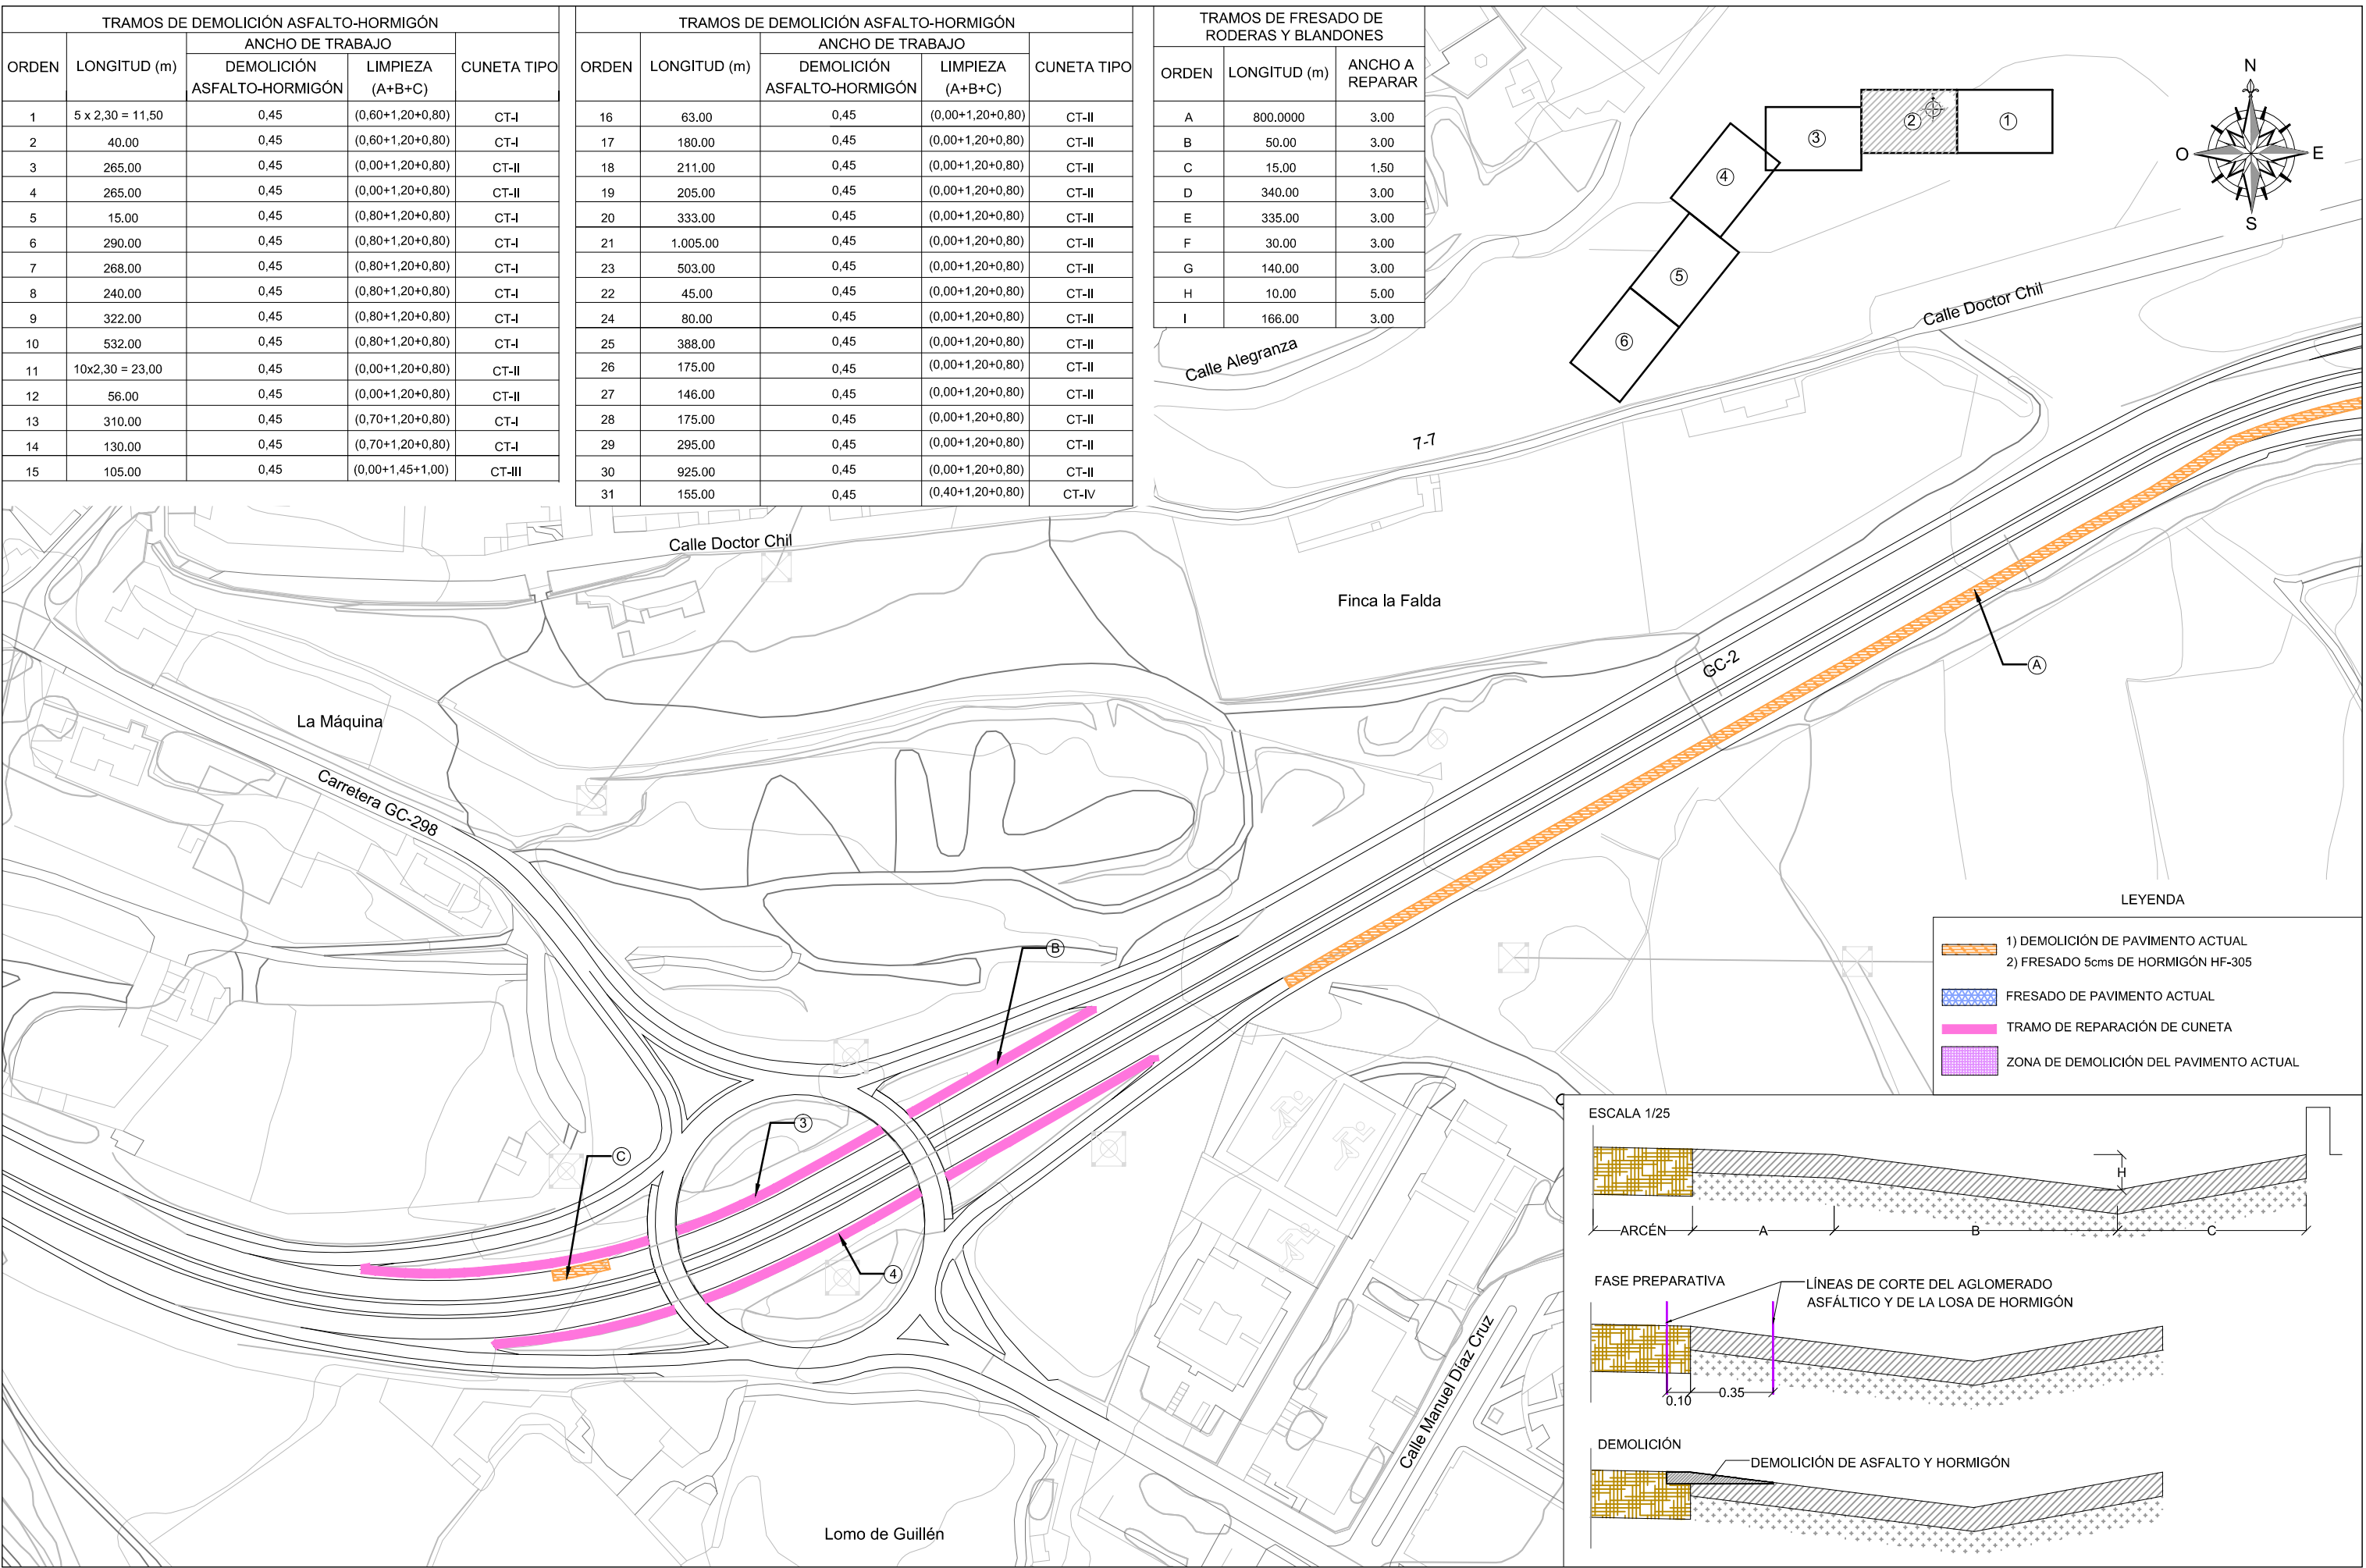 TRAMOS DE DEMOLICIÓN ASFALTO-HORMIGÓN
ORDEN LONGITUD (m) ANCHO DE TRABAJO CUNETA TIPO
DEMOLICIÓN ASFALTO-HORMIGÓN LIMPIEZA (A+B+C)
1 5 x 2,30 = 11,50 0,45 (0,60+1,20+0,80) CT-I
2 40.00 0,45 (0,60+1,20+0,80) CT-I
3 265.00 0,45 (0,00+1,20+0,80) CT-II
4 265.00 0,45 (0,00+1,20+0,80) CT-II
5 15.00 0,45 (0,80+1,20+0,80) CT-I
6 290.00 0,45 (0,80+1,20+0,80) CT-I
7 268.00 0,45 (0,80+1,20+0,80) CT-I
8 240.00 0,45 (0,80+1,20+0,80) CT-I
9 322.00 0,45 (0,80+1,20+0,80) CT-I
10 532.00 0,45 (0,80+1,20+0,80) CT-I
11 10x2,30 = 23,00 0,45 (0,00+1,20+0,80) CT-II
12 56.00 0,45 (0,00+1,20+0,80) CT-II
13 310.00 0,45 (0,70+1,20+0,80) CT-I
14 130.00 0,45 (0,70+1,20+0,80) CT-I
15 105.00 0,45 (0,00+1,45+1,00) CT-III
TRAMOS DE DEMOLICIÓN ASFALTO-HORMIGÓN
ORDEN LONGITUD (m) ANCHO DE TRABAJO CUNETA TIPO
DEMOLICIÓN ASFALTO-HORMIGÓN LIMPIEZA (A+B+C)
16 63.00 0,45 (0,00+1,20+0,80) CT-II
17 180.00 0,45 (0,00+1,20+0,80) CT-II
18 211.00 0,45 (0,00+1,20+0,80) CT-II
19 205.00 0,45 (0,00+1,20+0,80) CT-II
20 333.00 0,45 (0,00+1,20+0,80) CT-II
21 1.005.00 0,45 (0,00+1,20+0,80) CT-II
23 503.00 0,45 (0,00+1,20+0,80) CT-II
22 45.00 0,45 (0,00+1,20+0,80) CT-II
24 80.00 0,45 (0,00+1,20+0,80) CT-II
25 388.00 0,45 (0,00+1,20+0,80) CT-II
26 175.00 0,45 (0,00+1,20+0,80) CT-II
27 146.00 0,45 (0,00+1,20+0,80) CT-II
28 175.00 0,45 (0,00+1,20+0,80) CT-II
29 295.00 0,45 (0,00+1,20+0,80) CT-II
30 925.00 0,45 (0,00+1,20+0,80) CT-II
31 155.00 0,45 (0,40+1,20+0,80) CT-IV
TRAMOS DE FRESADO DE
RODERAS Y BLANDONES
ORDEN LONGITUD (m) ANCHO A REPARAR
A 800.0000 3.00
B 50.00 3.00
C 15.00 1.50
D 340.00 3.00
E 335.00 3.00
F 30.00 3.00
G 140.00 3.00
H 10.00 5.00
I 166.00 3.00
1
2
3
4
5
6
N
O
E
S
Calle Doctor Chil
Calle Alegranza
7-7
Calle Doctor Chil
Finca la Falda
GC-2
A
La Máquina
Carretera GC-298
B
3
C
4
Calle Manuel Díaz Cruz
Lomo de Guillén
LEYENDA
1) DEMOLICIÓN DE PAVIMENTO ACTUAL
2) FRESADO 5cms DE HORMIGÓN HF-305
FRESADO DE PAVIMENTO ACTUAL
TRAMO DE REPARACIÓN DE CUNETA
ZONA DE DEMOLICIÓN DEL PAVIMENTO ACTUAL
ESCALA 1/25
H
ARCÉN A B C
FASE PREPARATIVA
LÍNEAS DE CORTE DEL AGLOMERADO
ASFÁLTICO Y DE LA LOSA DE HORMIGÓN
0.10 0.35
DEMOLICIÓN
DEMOLICIÓN DE ASFALTO Y HORMIGÓN